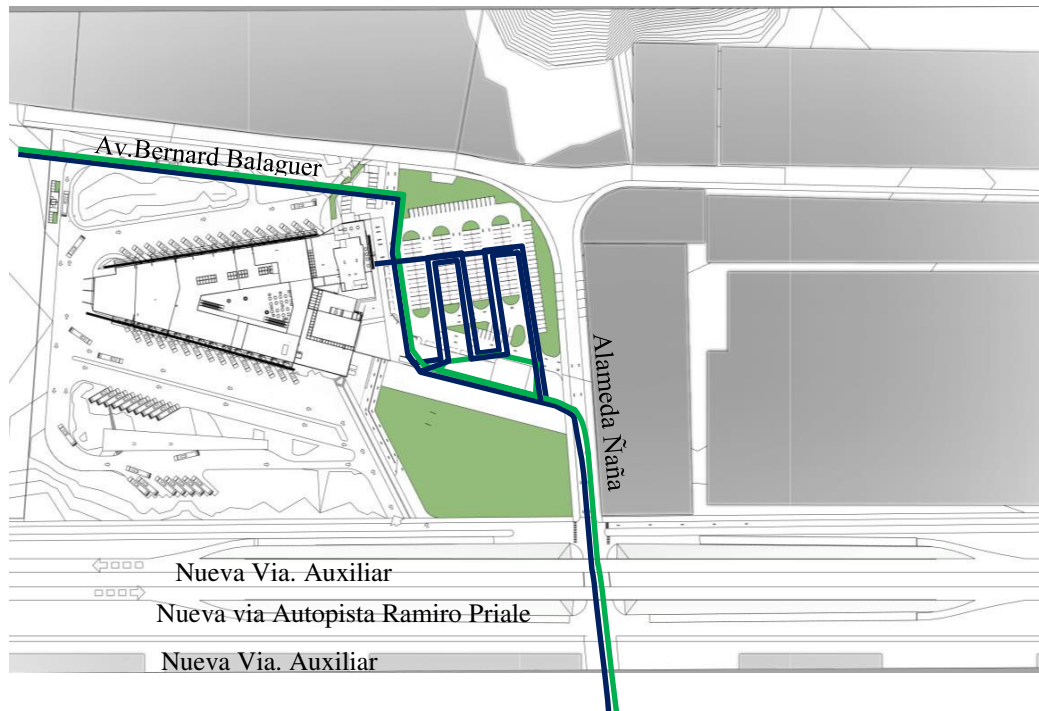 Av.Bernard Balaguer
Alameda Ñaña
Nueva Via. Auxiliar
Nueva via Autopista Ramiro Priale
Nueva Via. Auxiliar